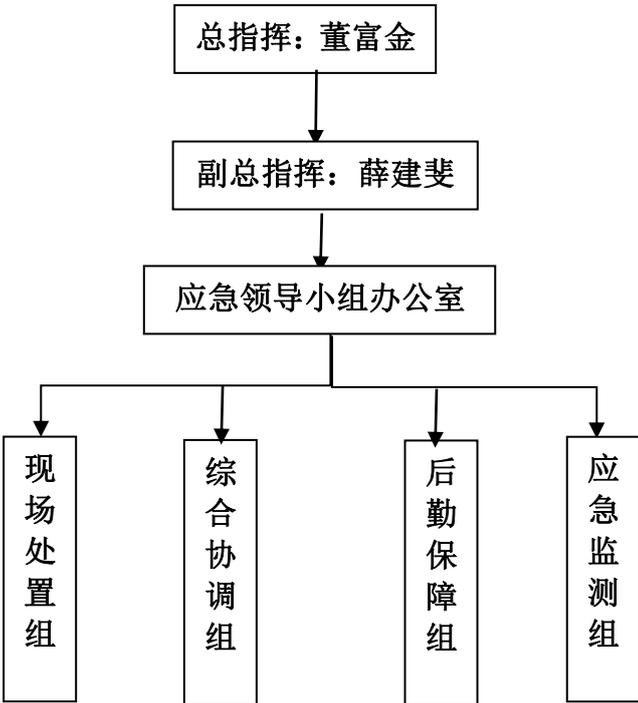 总指挥：董富金
副总指挥：薛建斐
应急领导小组办公室
现场处置组
综合协调组
后勤保障组
应急监测组